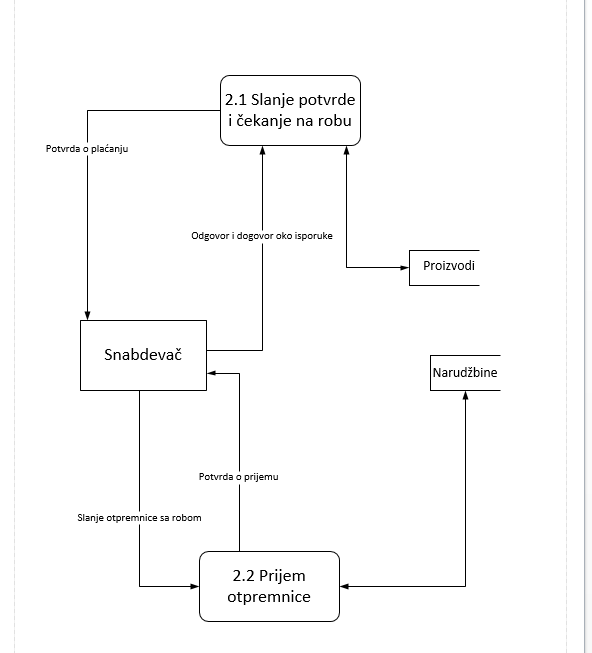 2.1 Slanje potvrde
i čekanje na robu
Potvrda o plaćanju
Odgovor i dogovor oko isporuke
Proizvodi
Snabdevač
Narudžbine
Potvrda o prijemu
Slanje otpremnice sa robom
2.2 Prijem
otpremnice